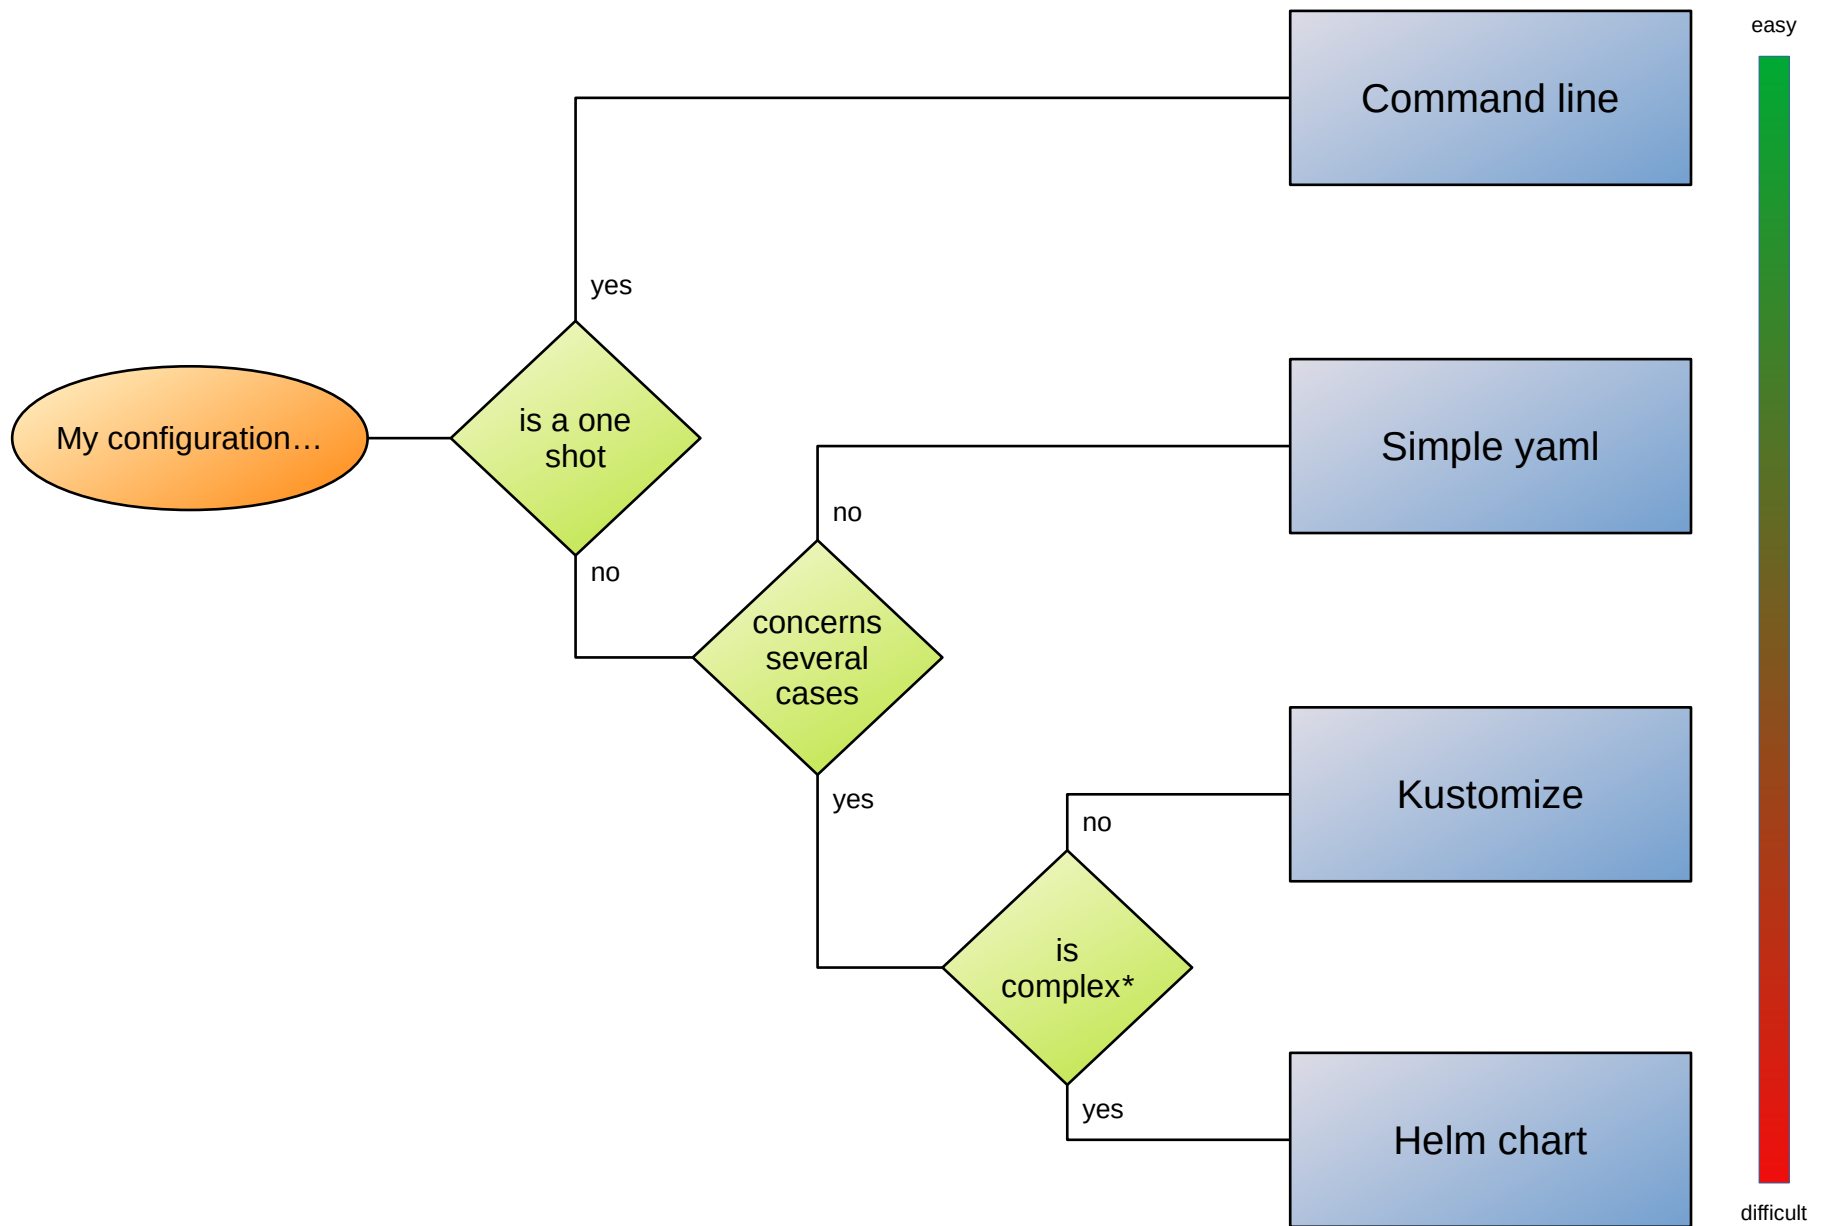 easy
Command line
yes
My configuration…
is a one
shot
Simple yaml
no
no
concerns
several
cases
Kustomize
yes
no
is
complex*
yes
Helm chart
difficult